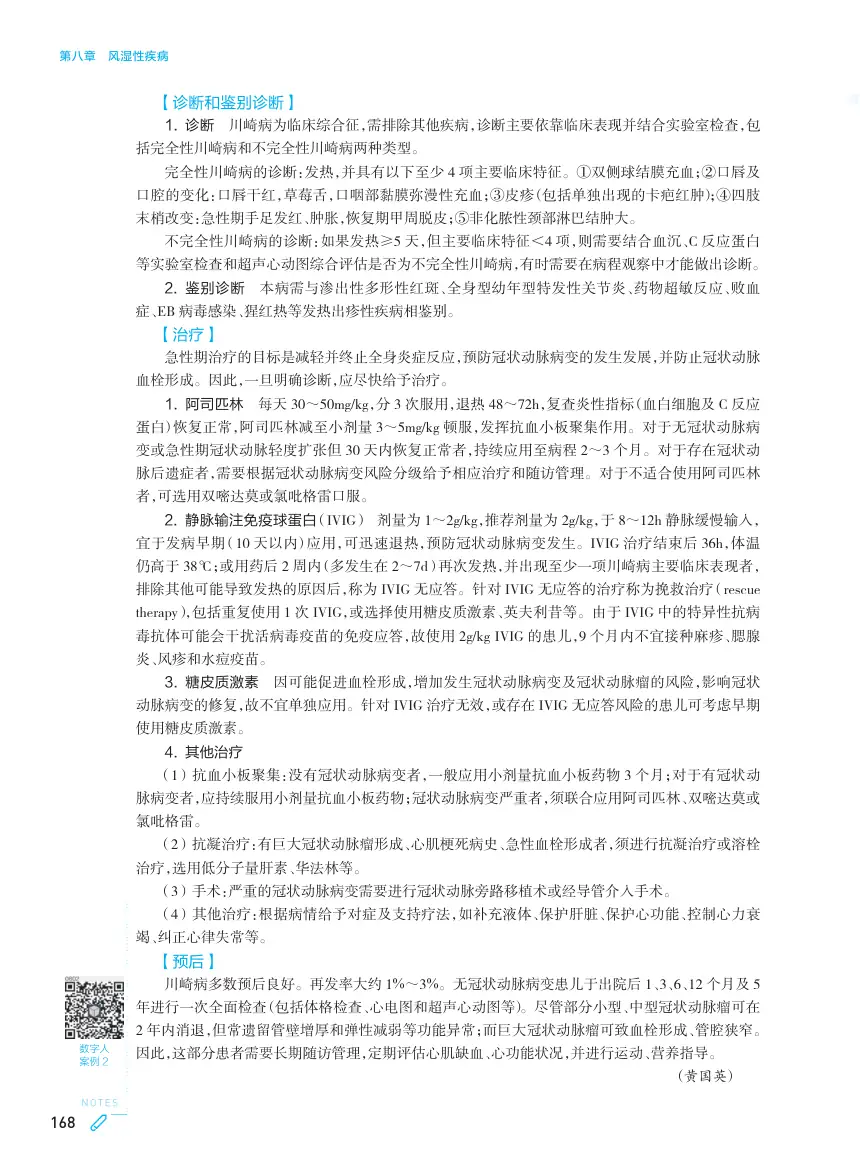 第八章 风湿性疾病
【诊断和鉴别诊断】
1. 诊断 川崎病为临床综合征,需排除其他疾病,诊断主要依靠临床表现并结合实验室检查,包
括完全性川崎病和不完全性川崎病两种类型。
完全性川崎病的诊断:发热,并具有以下至少 4 项主要临床特征。①双侧球结膜充血;②口唇及
口腔的变化:口唇干红,草莓舌,口咽部黏膜弥漫性充血;③皮疹(包括单独出现的卡疤红肿);④四肢
末梢改变:急性期手足发红、肿胀,恢复期甲周脱皮;⑤非化脓性颈部淋巴结肿大。
不完全性川崎病的诊断:如果发热≥5 天,但主要临床特征<4 项,则需要结合血沉、C 反应蛋白
等实验室检查和超声心动图综合评估是否为不完全性川崎病,有时需要在病程观察中才能做出诊断。
2. 鉴别诊断 本病需与渗出性多形性红斑、全身型幼年型特发性关节炎、药物超敏反应、败血
症、EB 病毒感染、猩红热等发热出疹性疾病相鉴别。
【治疗】
急性期治疗的目标是减轻并终止全身炎症反应,预防冠状动脉病变的发生发展,并防止冠状动脉
血栓形成。因此,一旦明确诊断,应尽快给予治疗。
1. 阿司匹林 每天 30~50mg/kg,分 3 次服用,退热 48~72h,复查炎性指标(血白细胞及 C 反应
蛋白)恢复正常,阿司匹林减至小剂量 3~5mg/kg 顿服,发挥抗血小板聚集作用。对于无冠状动脉病
变或急性期冠状动脉轻度扩张但 30 天内恢复正常者,持续应用至病程 2~3 个月。对于存在冠状动
脉后遗症者,需要根据冠状动脉病变风险分级给予相应治疗和随访管理。对于不适合使用阿司匹林
者,可选用双嘧达莫或氯吡格雷口服。
2. 静脉输注免疫球蛋白(IVIG) 剂量为 1~2g/kg,推荐剂量为 2g/kg,于 8~12h 静脉缓慢输入,
宜于发病早期(10 天以内)应用,可迅速退热,预防冠状动脉病变发生。IVIG 治疗结束后 36h,体温
仍高于 38℃;或用药后 2 周内(多发生在 2~7d)再次发热,并出现至少一项川崎病主要临床表现者,
排除其他可能导致发热的原因后,称为 IVIG 无应答。针对 IVIG 无应答的治疗称为挽救治疗(rescue
therapy),包括重复使用 1 次 IVIG,或选择使用糖皮质激素、英夫利昔等。由于 IVIG 中的特异性抗病
毒抗体可能会干扰活病毒疫苗的免疫应答,故使用 2g/kg IVIG 的患儿,9 个月内不宜接种麻疹、腮腺
炎、风疹和水痘疫苗。
3. 糖皮质激素 因可能促进血栓形成,增加发生冠状动脉病变及冠状动脉瘤的风险,影响冠状
动脉病变的修复,故不宜单独应用。针对 IVIG 治疗无效,或存在 IVIG 无应答风险的患儿可考虑早期
使用糖皮质激素。
4. 其他治疗
(1)抗血小板聚集:没有冠状动脉病变者,一般应用小剂量抗血小板药物 3 个月;对于有冠状动
脉病变者,应持续服用小剂量抗血小板药物;冠状动脉病变严重者,须联合应用阿司匹林、双嘧达莫或
氯吡格雷。
(2)抗凝治疗:有巨大冠状动脉瘤形成、心肌梗死病史、急性血栓形成者,须进行抗凝治疗或溶栓
治疗,选用低分子量肝素、华法林等。
(3)手术:严重的冠状动脉病变需要进行冠状动脉旁路移植术或经导管介入手术。
(4)其他治疗:根据病情给予对症及支持疗法,如补充液体、保护肝脏、保护心功能、控制心力衰
竭、纠正心律失常等。
【预后】
川崎病多数预后良好。再发率大约 1%~3%。无冠状动脉病变患儿于出院后 1、3、6、12 个月及 5
年进行一次全面检查(包括体格检查、心电图和超声心动图等)。尽管部分小型、中型冠状动脉瘤可在
2 年内消退,但常遗留管壁增厚和弹性减弱等功能异常;而巨大冠状动脉瘤可致血栓形成、管腔狭窄。
因此,这部分患者需要长期随访管理,定期评估心肌缺血、心功能状况,并进行运动、营养指导。
(黄国英)
0802
数字人
案例 2
NOTES
168